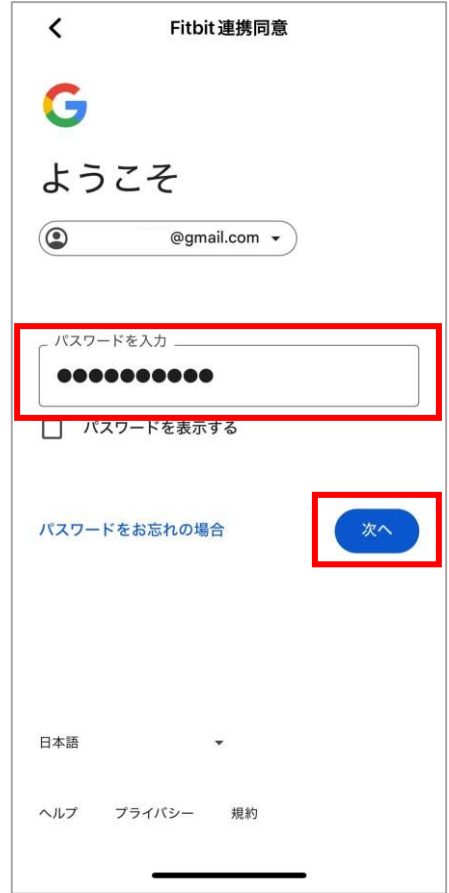 Fitbit連携同意
ようこそ
@gmail.com
パスワードを入力
●●●●●●●●●●
パスワードを表示する
パスワードをお忘れの場合
次へ
日本語
ヘルプ プライバシー 規約